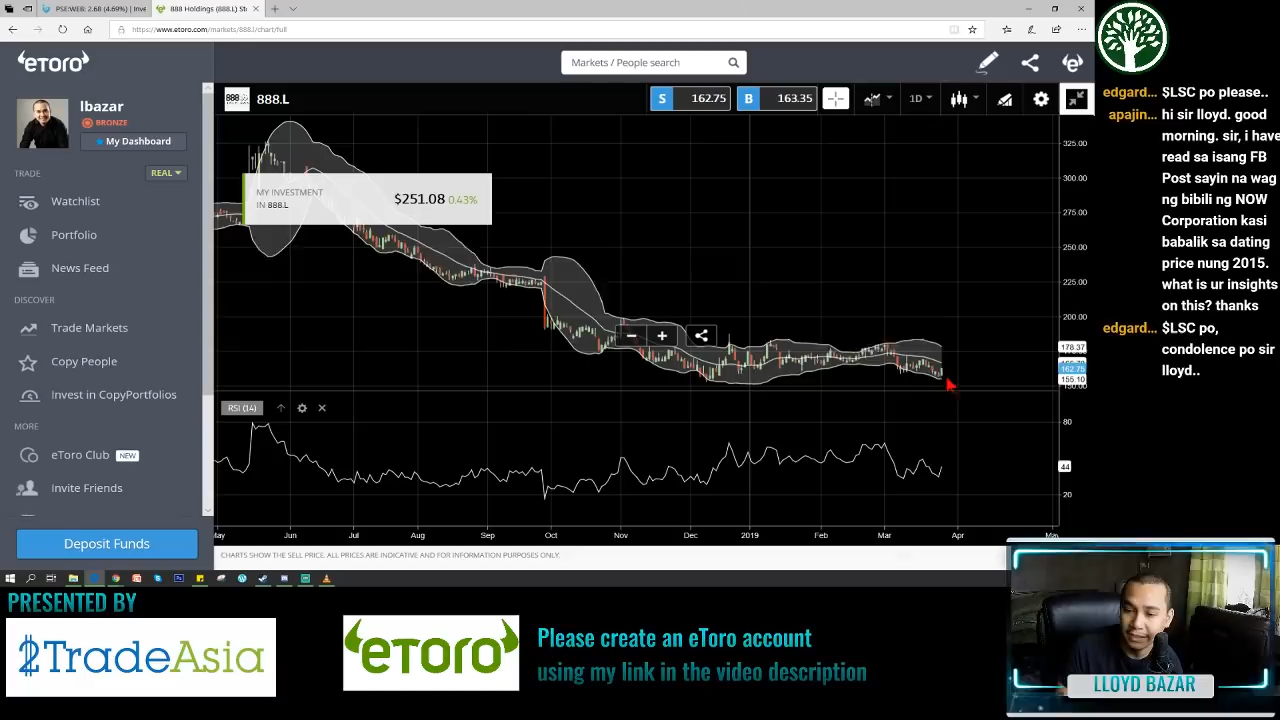 PSE:WEB: 2.68 (4.69%) | Inve
888 Holdings (888.L) St
https://www.etoro.com/markets/888.l/chart/full
eToro
Markets / People search
lbazar
BRONZE
My Dashboard
TRADE
REAL
Watchlist
Portfolio
News Feed
DISCOVER
Trade Markets
Copy People
Invest in CopyPortfolios
MORE
eToro Club NEW
Invite Friends
Deposit Funds
888
888.L
S 162.75 B 163.35
1D
MY INVESTMENT
IN 888.L
$251.08 0.43%
325.00
300.00
275.00
250.00
225.00
200.00
178.37
162.75
155.10
RSI (14)
80
44
20
May Jun Jul Aug Sep Oct Nov Dec 2019 Feb Mar Apr
CHARTS SHOW THE SELL PRICE. ALL PRICES ARE INDICATIVE AND FOR INFORMATION PURPOSES ONLY.
edgard... $LSC po please..
apajin... hi sir lloyd. good
morning. sir, i have
read sa isang FB
Post sayin na wag
ng bibili ng NOW
Corporation kasi
babalik sa dating
price nung 2015.
what is ur insights
on this? thanks
edgard... $LSC po,
condolence po sir
lloyd..
PRESENTED BY
2TradeAsia
eToro
Please create an eToro account
using my link in the video description
LLOYD BAZAR